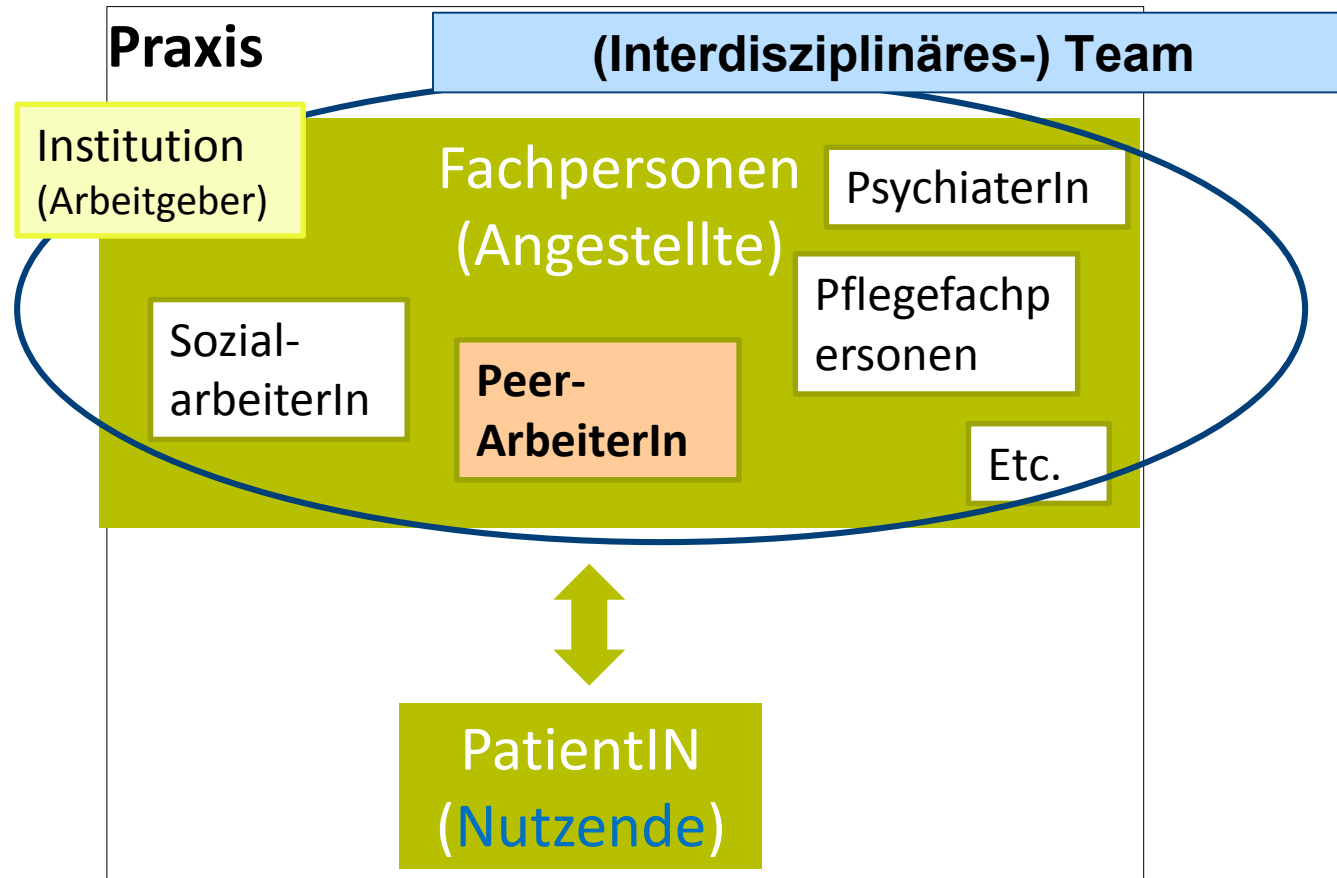 Praxis
(Interdisziplinäres-) Team
Institution
(Arbeitgeber)
Fachpersonen
(Angestellte)
PsychiaterIn
Pflegefachp
ersonen
Sozial-
arbeiterIn
Peer-
ArbeiterIn
Etc.
PatientIN
(Nutzende)